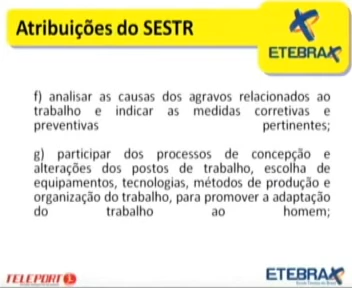 Atribuições do SESTR
ETEBRAX
f) analisar as causas dos agravos relacionados ao
trabalho e indicar as medidas corretivas e
preventivas pertinentes;
g) participar dos processos de concepção e
alterações dos postos de trabalho, escolha de
equipamentos, tecnologias, métodos de produção e
organização do trabalho, para promover a adaptação
do trabalho ao homem;
TELEPORT
ETEBRAX